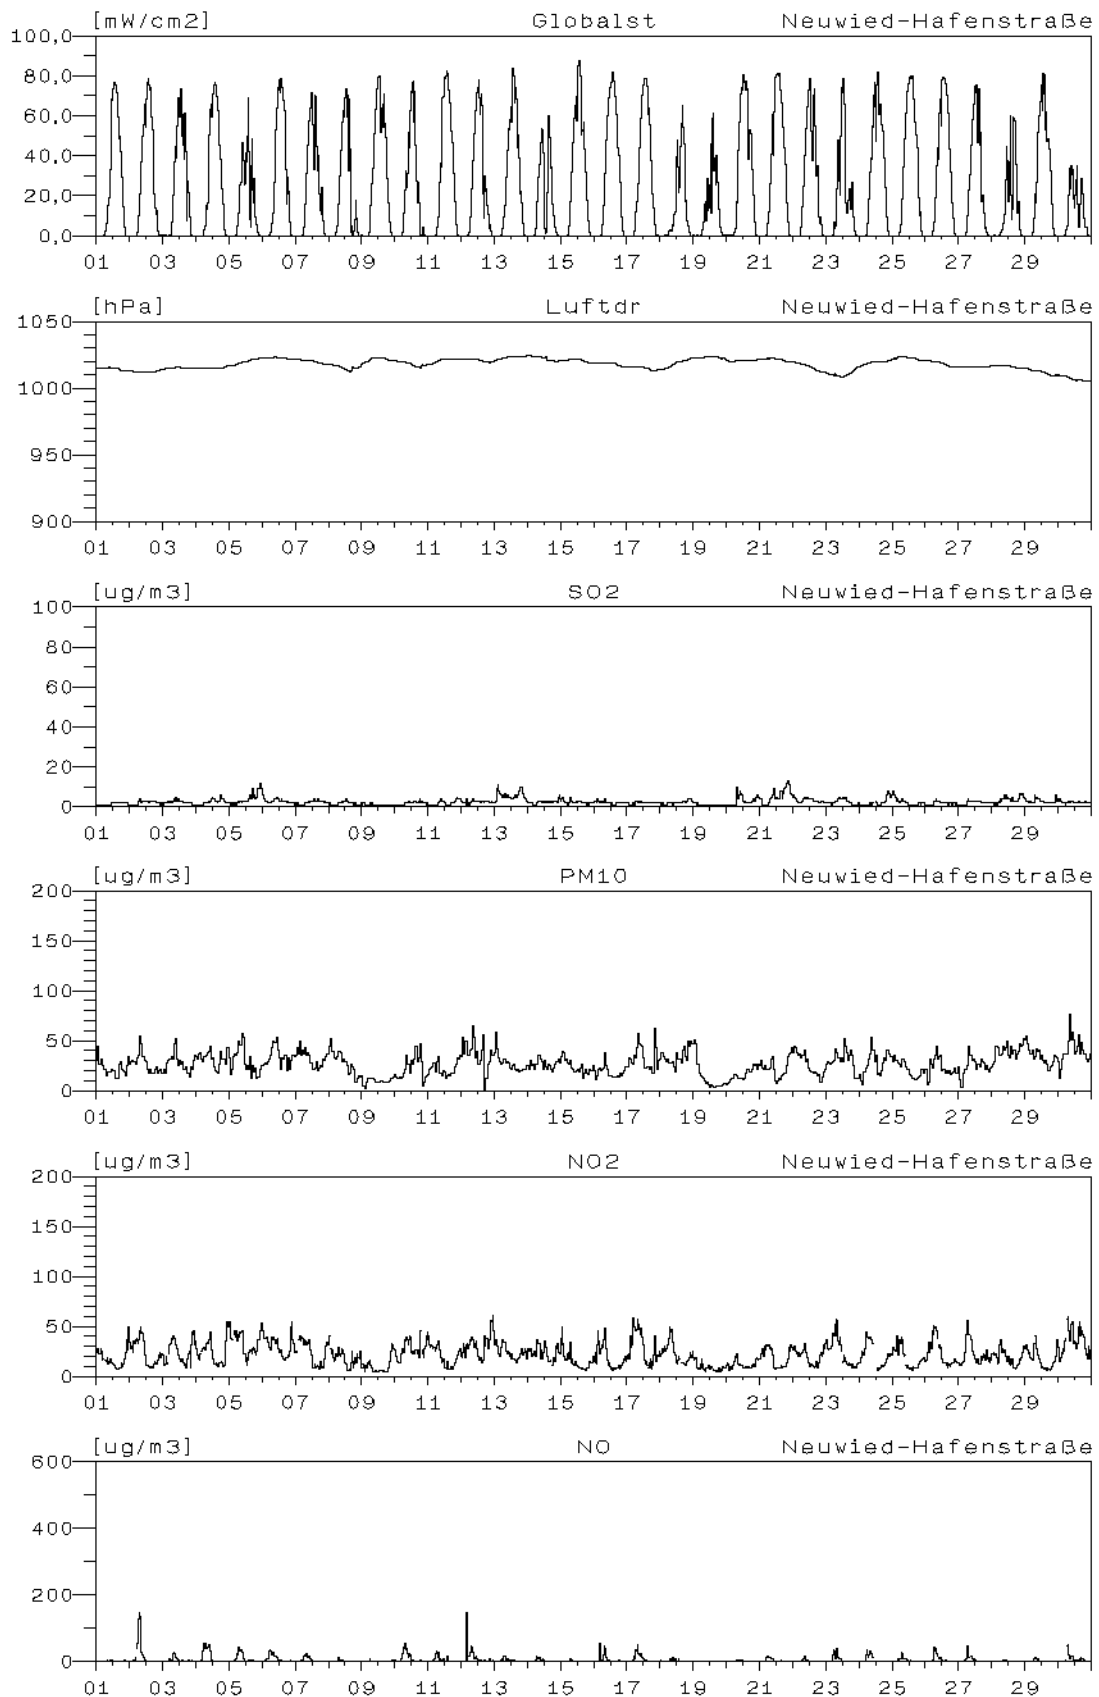 [mW/cm2] Globalst Neuwied-Hafenstraße
100,0
80,0
60,0
40,0
20,0
0,0
01 03 05 07 09 11 13 15 17 19 21 23 25 27 29
[hPa] Luftdr Neuwied-Hafenstraße
1050
1000
950
900
01 03 05 07 09 11 13 15 17 19 21 23 25 27 29
[ug/m3] SO2 Neuwied-Hafenstraße
100
80
60
40
20
0
01 03 05 07 09 11 13 15 17 19 21 23 25 27 29
[ug/m3] PM10 Neuwied-Hafenstraße
200
150
100
50
0
01 03 05 07 09 11 13 15 17 19 21 23 25 27 29
[ug/m3] NO2 Neuwied-Hafenstraße
200
150
100
50
0
01 03 05 07 09 11 13 15 17 19 21 23 25 27 29
[ug/m3] NO Neuwied-Hafenstraße
600
400
200
0
01 03 05 07 09 11 13 15 17 19 21 23 25 27 29